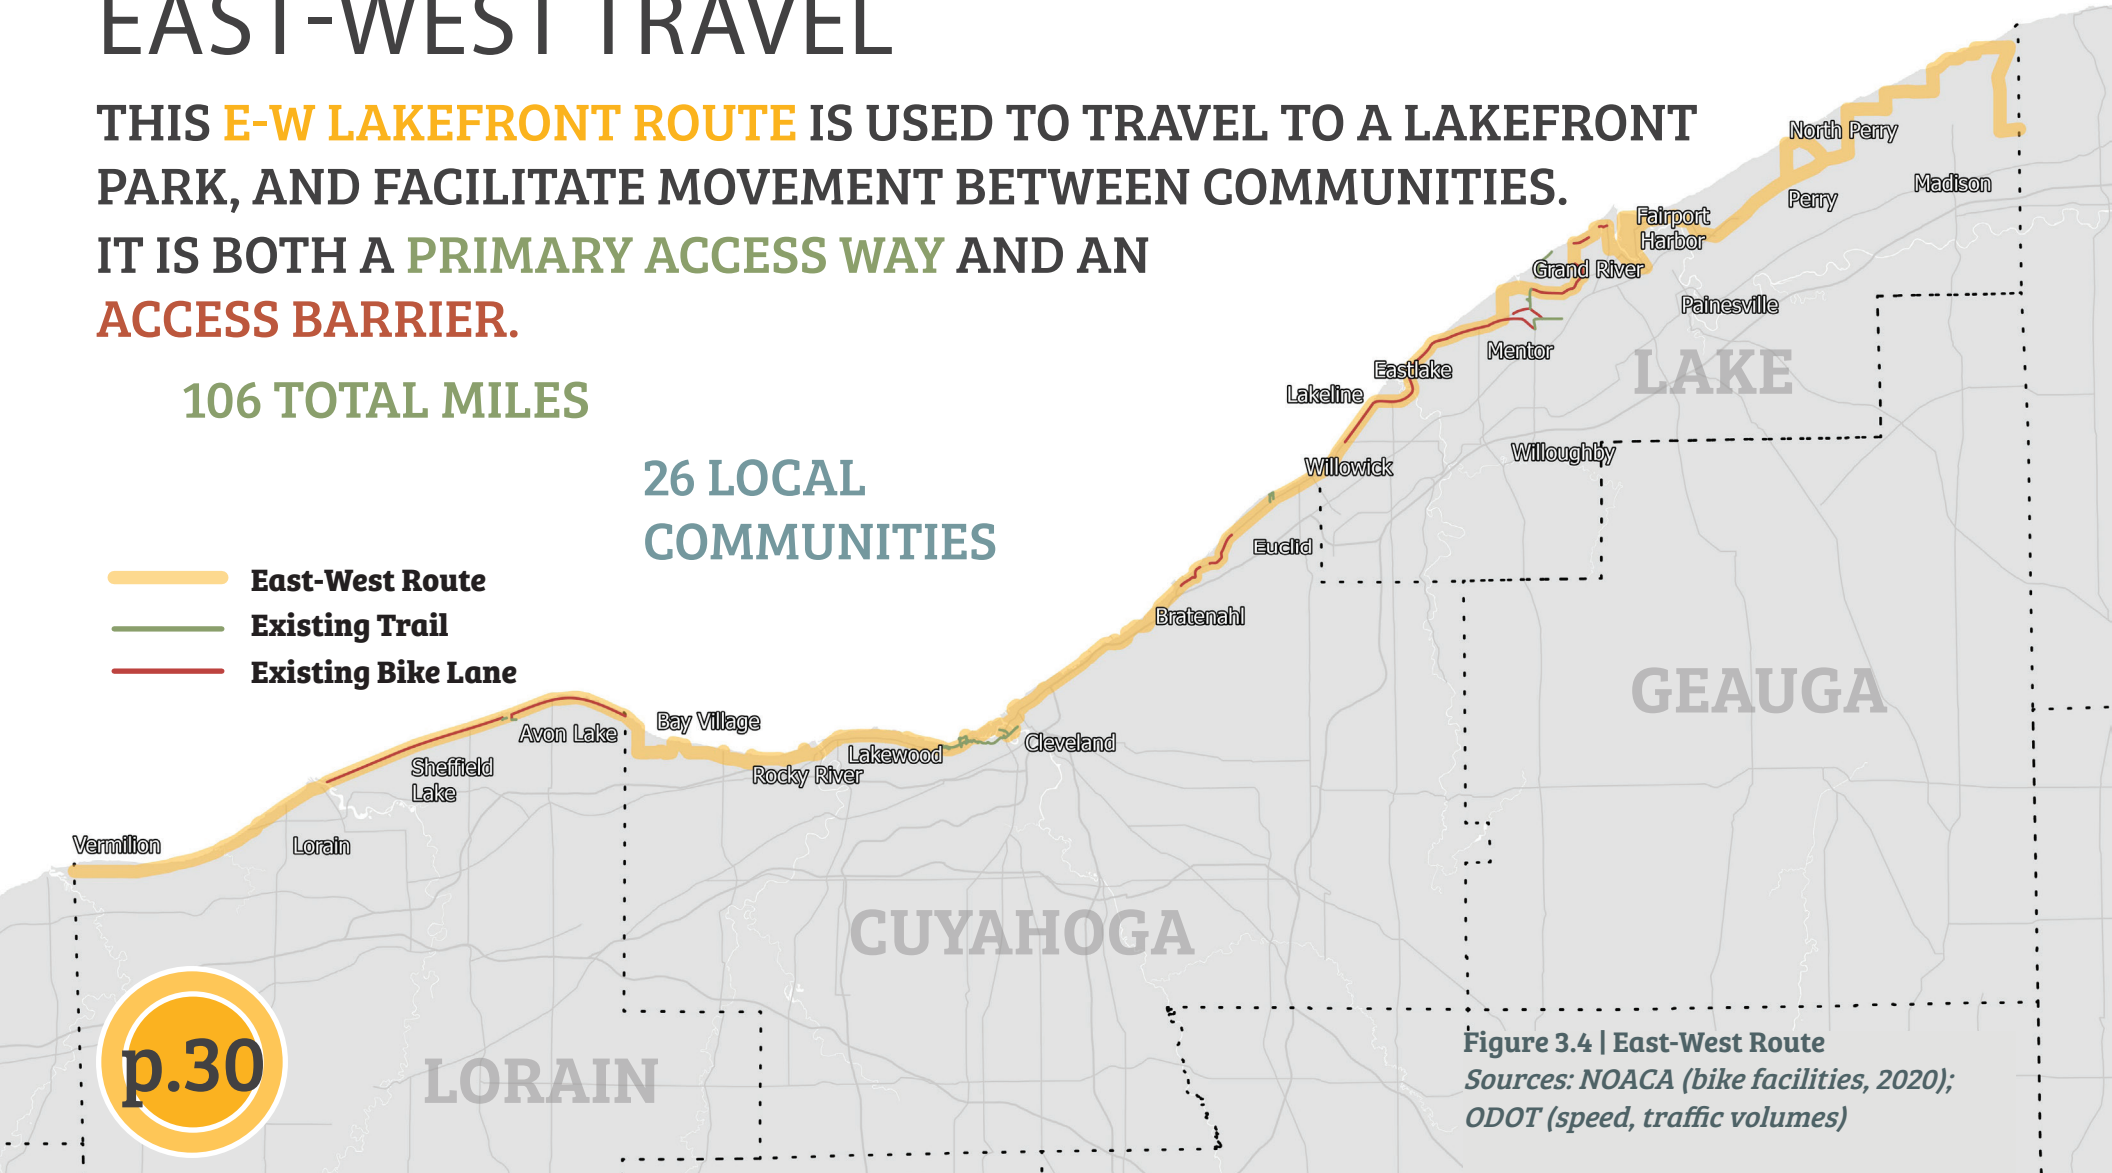 EAST-WEST TRAVEL
THIS E-W LAKEFRONT ROUTE IS USED TO TRAVEL TO A LAKEFRONT
PARK, AND FACILITATE MOVEMENT BETWEEN COMMUNITIES.
IT IS BOTH A PRIMARY ACCESS WAY AND AN
ACCESS BARRIER.
106 TOTAL MILES
26 LOCAL
COMMUNITIES
East-West Route
Existing Trail
Existing Bike Lane
North Perry
Madison
Perry
Fairport
Harbor
Grand River
Painesville
Mentor
LAKE
Eastlake
Lakeline
Willoughby
Willowick
Euclid
Bratenahl
GEAUGA
Bay Village
Avon Lake
Cleveland
Lakewood
Rocky River
Sheffield
Lake
Vermilion
Lorain
CUYAHOGA
LORAIN
p.30
Figure 3.4 | East-West Route
Sources: NOACA (bike facilities, 2020);
ODOT (speed, traffic volumes)